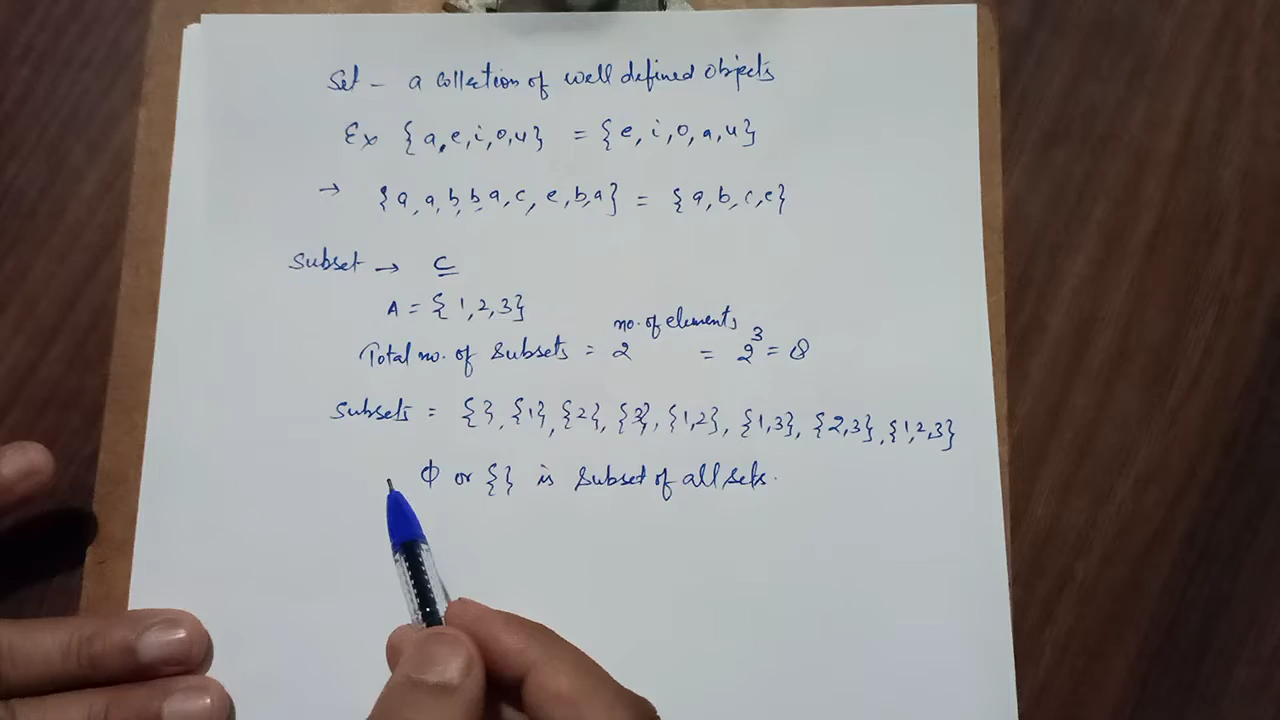 Set – a collection of well defined objects
Ex {a, e, i, o, u} = {e, i, o, a, u}
→ {a, a, b, b, a, c, e, b, a} = {a, b, c, e}
Subset → ⊆
A = {1, 2, 3}
Total no. of subsets = 2^no. of elements = 2³ = 8
Subsets = {}, {1}, {2}, {3}, {1,2}, {1,3}, {2,3}, {1,2,3}
ϕ or {} is subset of all sets.